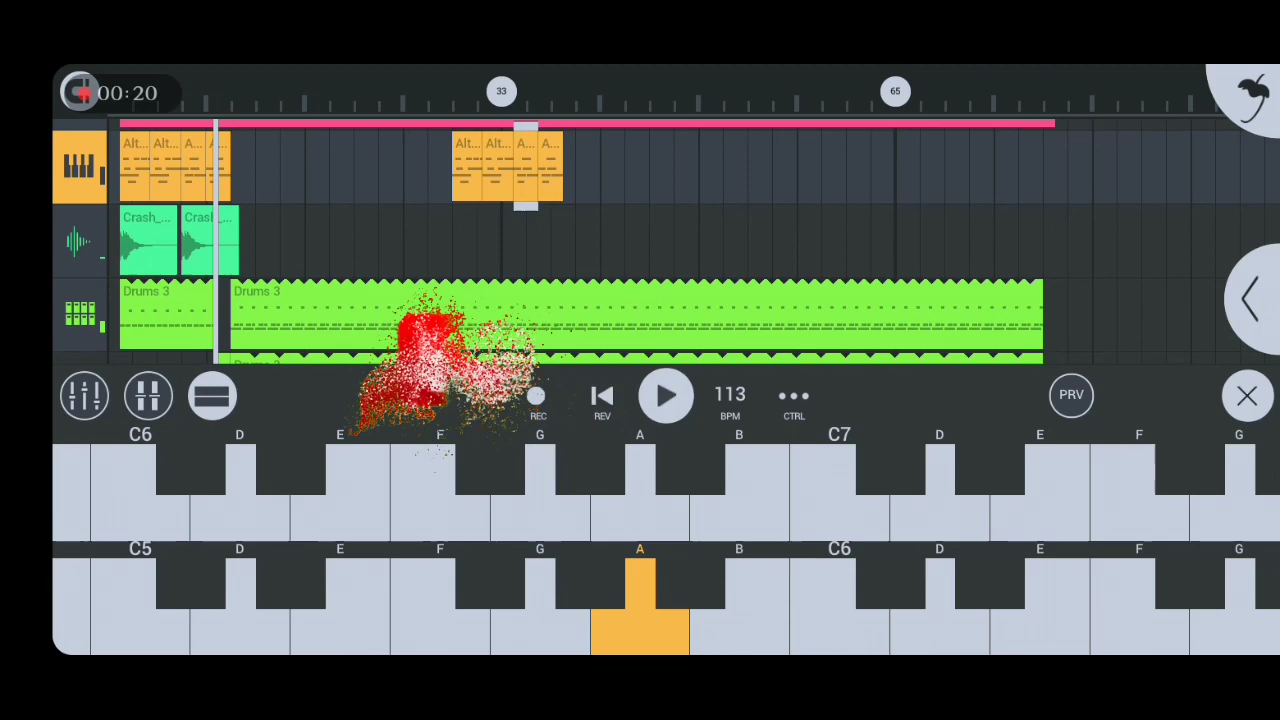 00:20
33
65
Alt... Alt... A... A... Alt... Alt... A... A...
Crash_... Crash_...
Drums 3 Drums 3
REC REV 113 BPM CTRL PRV
C6 D E F G A B C7 D E F G
C5 D E F G A B C6 D E F G